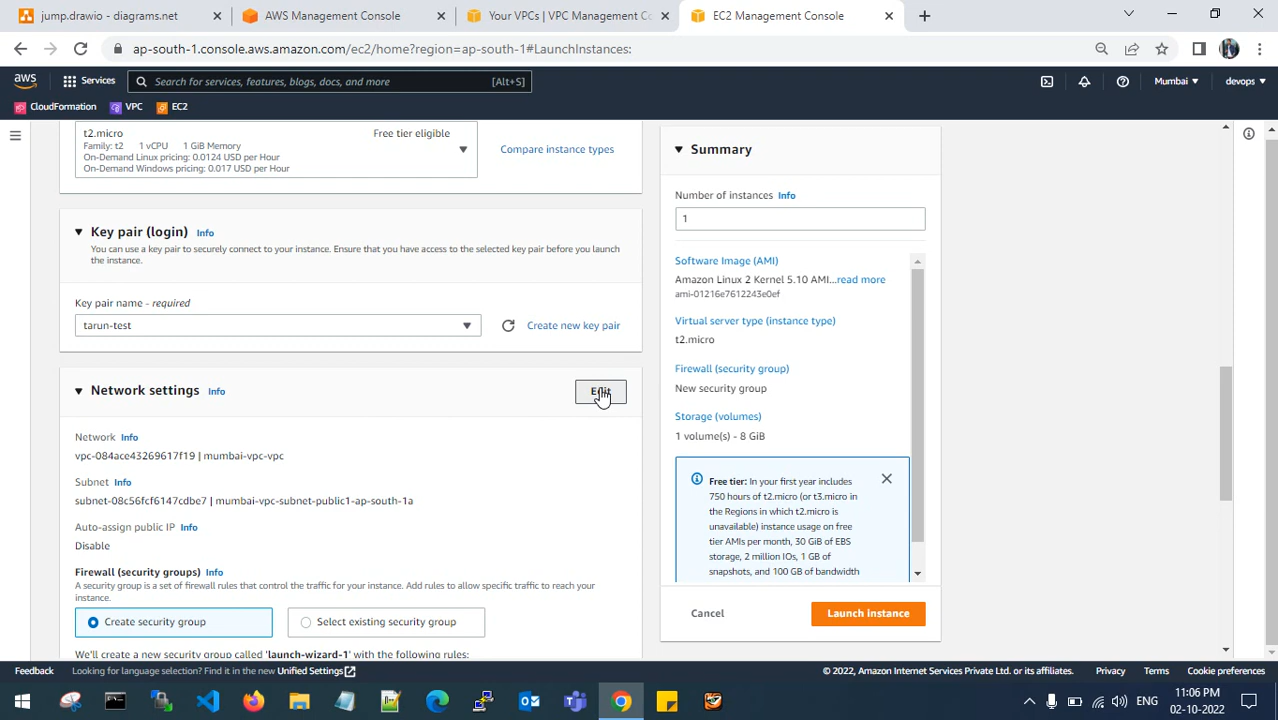 jump.drawio - diagrams.net
AWS Management Console
Your VPCs | VPC Management Co
EC2 Management Console
ap-south-1.console.aws.amazon.com/ec2/home?region=ap-south-1#LaunchInstances:
aws
Services
Search for services, features, blogs, docs, and more
[Alt+S]
Mumbai
devops
CloudFormation
VPC
EC2
t2.micro
Free tier eligible
Family: t2 1 vCPU 1 GiB Memory
On-Demand Linux pricing: 0.0124 USD per Hour
On-Demand Windows pricing: 0.017 USD per Hour
Compare instance types
Key pair (login) Info
You can use a key pair to securely connect to your instance. Ensure that you have access to the selected key pair before you launch
the instance.
Key pair name - required
tarun-test
Create new key pair
Network settings Info
Edit
Network Info
vpc-084ace43269617f19 | mumbai-vpc-vpc
Subnet Info
subnet-08c56fcf6147cdbe7 | mumbai-vpc-subnet-public1-ap-south-1a
Auto-assign public IP Info
Disable
Firewall (security groups) Info
A security group is a set of firewall rules that control the traffic for your instance. Add rules to allow specific traffic to reach your
instance.
Create security group
Select existing security group
We'll create a new security group called 'launch-wizard-1' with the following rules:
Summary
Number of instances Info
1
Software Image (AMI)
Amazon Linux 2 Kernel 5.10 AMI...read more
ami-01216e7612243e0ef
Virtual server type (instance type)
t2.micro
Firewall (security group)
New security group
Storage (volumes)
1 volume(s) - 8 GiB
Free tier: In your first year includes
750 hours of t2.micro (or t3.micro in
the Regions in which t2.micro is
unavailable) instance usage on free
tier AMIs per month, 30 GiB of EBS
storage, 2 million IOs, 1 GB of
snapshots, and 100 GB of bandwidth
Cancel
Launch instance
Feedback
Looking for language selection? Find it in the new Unified Settings
© 2022, Amazon Internet Services Private Ltd. or its affiliates.
Privacy
Terms
Cookie preferences
ENG
11:06 PM
02-10-2022